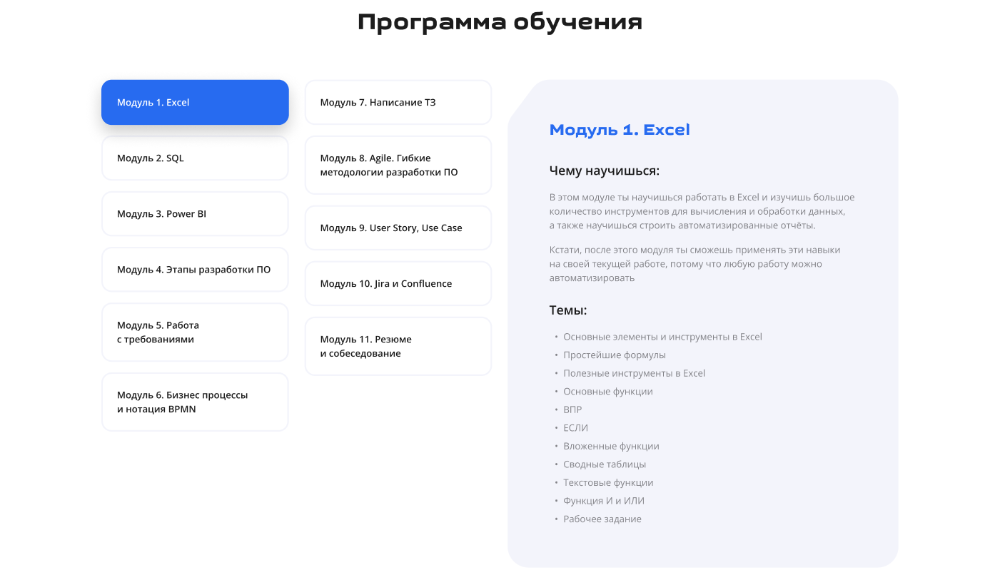 Программа обучения
Модуль 1. Excel
Модуль 2. SQL
Модуль 3. Power BI
Модуль 4. Этапы разработки ПО
Модуль 5. Работа
с требованиями
Модуль 6. Бизнес процессы
и нотация BPMN
Модуль 7. Написание ТЗ
Модуль 8. Agile. Гибкие
методологии разработки ПО
Модуль 9. User Story, Use Case
Модуль 10. Jira и Confluence
Модуль 11. Резюме
и собеседование
Модуль 1. Excel
Чему научишься:
В этом модуле ты научишься работать в Excel и изучишь большое
количество инструментов для вычисления и обработки данных,
а также научишься строить автоматизированные отчёты.
Кстати, после этого модуля ты сможешь применять эти навыки
на своей текущей работе, потому что любую работу можно
автоматизировать
Темы:
• Основные элементы и инструменты в Excel
• Простейшие формулы
• Полезные инструменты в Excel
• Основные функции
• ВПР
• ЕСЛИ
• Вложенные функции
• Сводные таблицы
• Текстовые функции
• Функция И и ИЛИ
• Рабочее задание